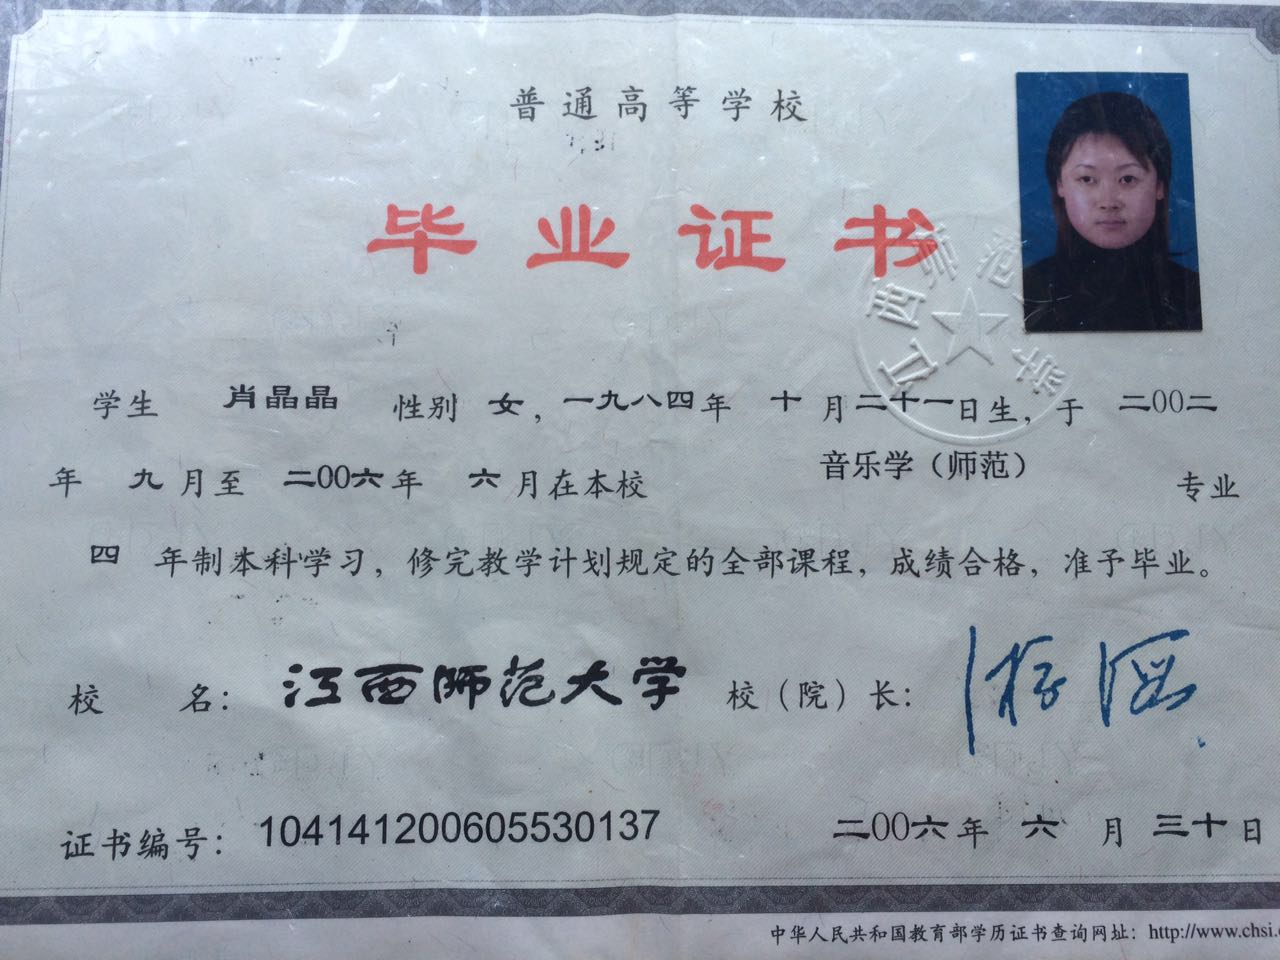 普通高等学校
毕业证书
江西师范大学
学生 肖晶晶 性别 女，一九八四年 十 月二十一日生，于 二00二
年 九月至 二00六年 六月在本校 音乐学（师范） 专业
四 年制本科学习，修完教学计划规定的全部课程，成绩合格，准予毕业。
校 名：江西师范大学 校（院）长：
证书编号：104141200605530137 二00六年 六 月 三十日
中华人民共和国教育部学历证书查询网址：http://www.chsi.